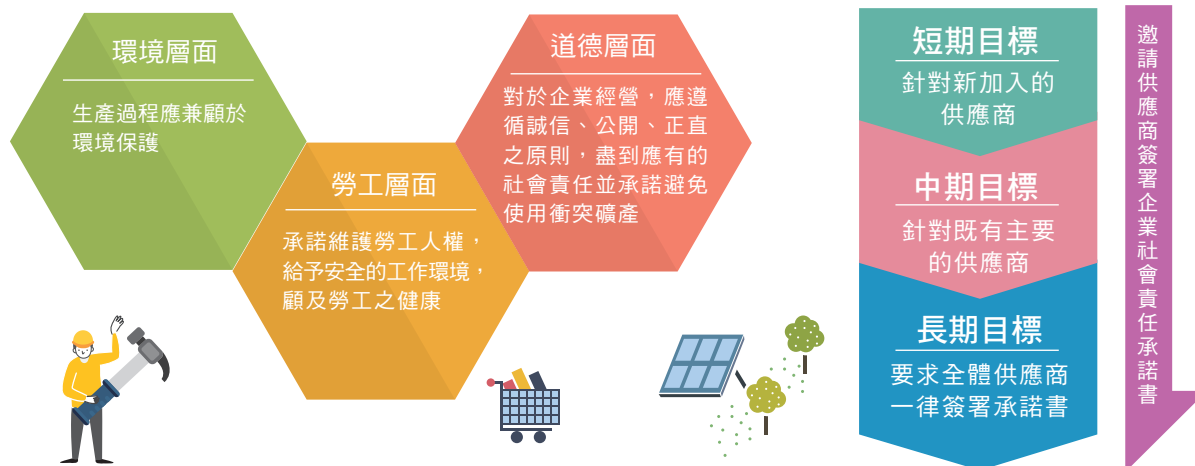 環境層面
生產過程應兼顧於
環境保護
勞工層面
承諾維護勞工人權，
給予安全的工作環境，
顧及勞工之健康
道德層面
對於企業經營，應遵
循誠信、公開、正直
之原則，盡到應有的
社會責任並承諾避免
使用衝突礦產
短期目標
針對新加入的
供應商
中期目標
針對既有主要
的供應商
長期目標
要求全體供應商
一律簽署承諾書
邀請供應商簽署企業社會責任承諾書